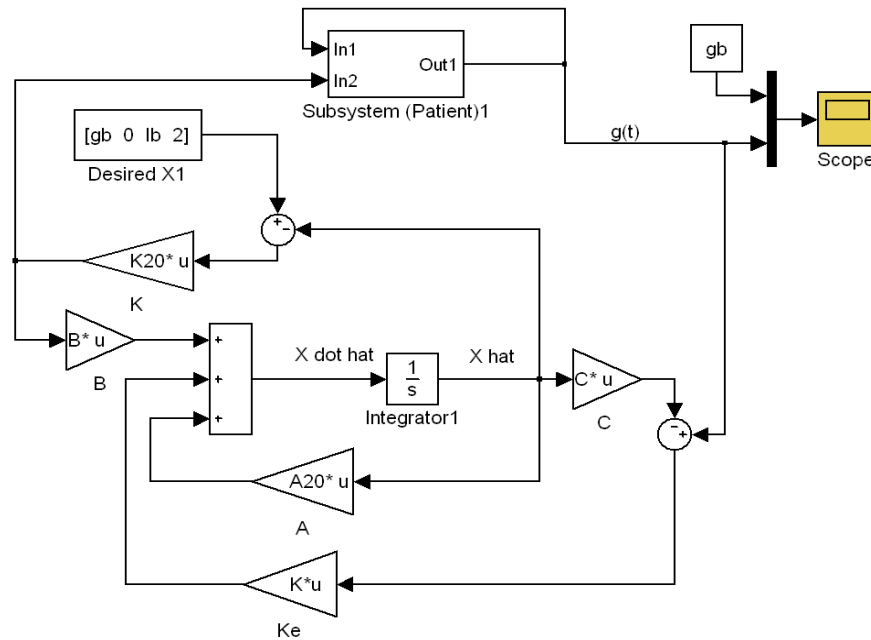 In1
In2
Out1
Subsystem (Patient)1
gb
g(t)
Scope
[gb 0 Ib 2]
Desired X1
+
-
K20* u
K
B* u
B
+
+
+
X dot hat
1
s
Integrator1
X hat
C* u
C
-
+
A20* u
A
K*u
Ke